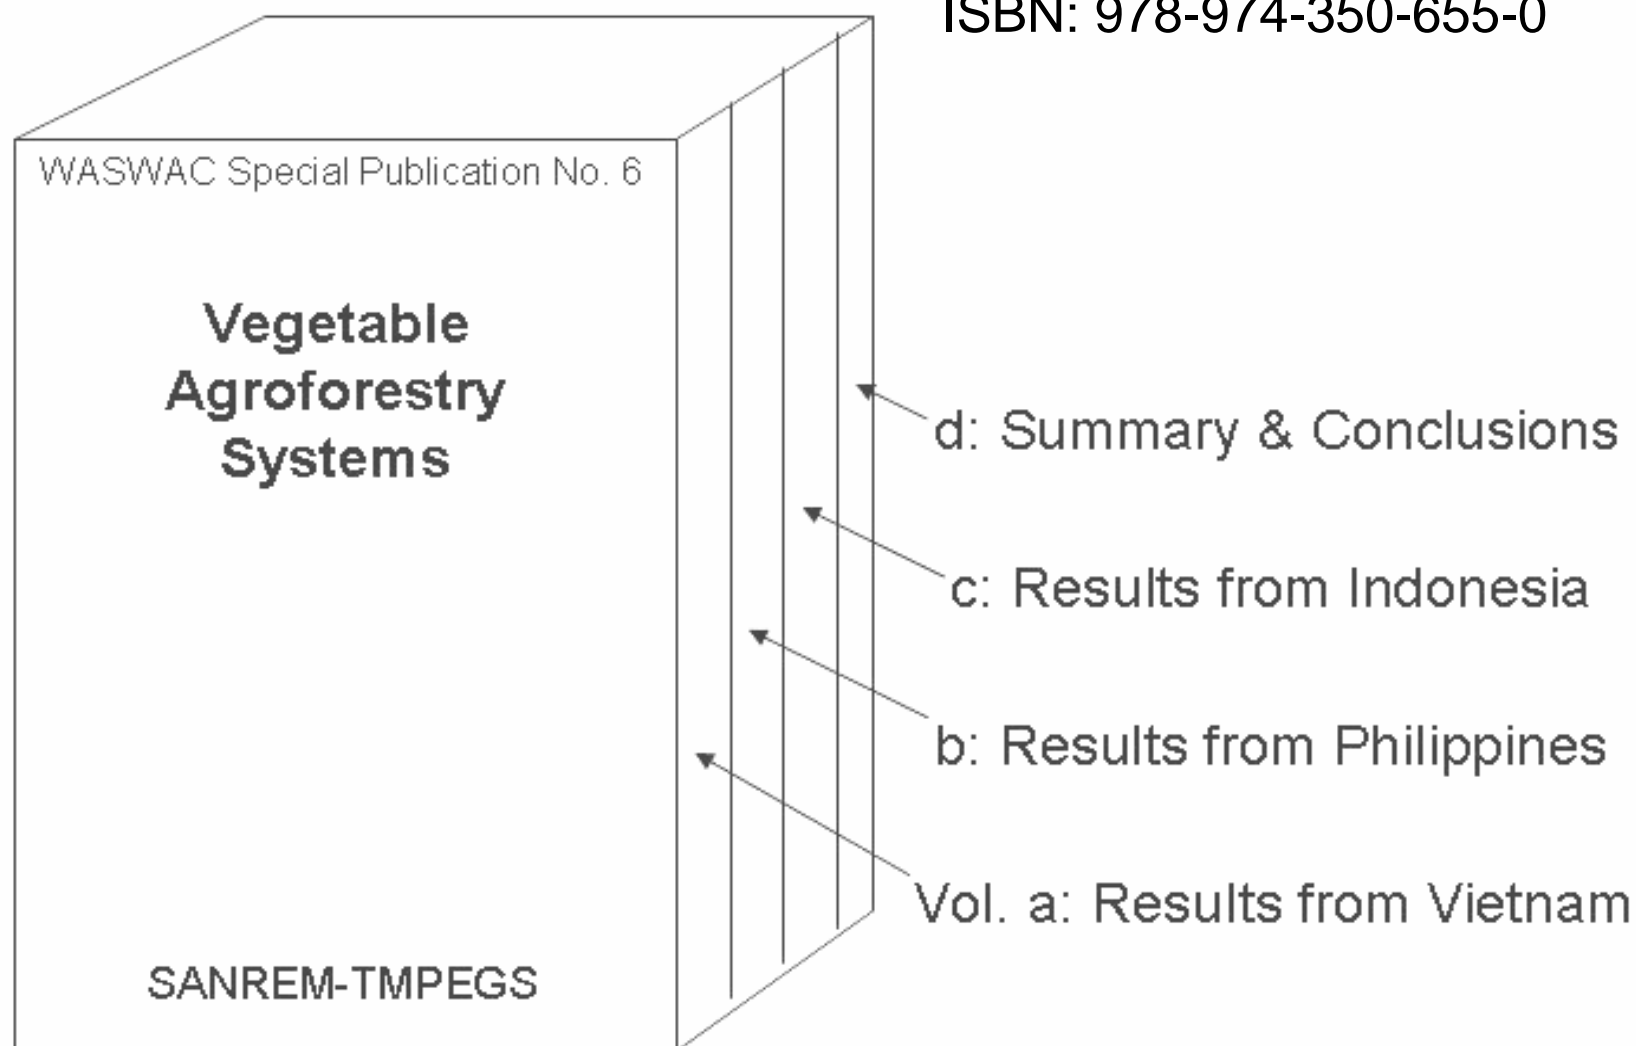 ISBN: 978-974-350-655-0
WASWAC Special Publication No. 6
Vegetable
Agroforestry
Systems
d: Summary & Conclusions
c: Results from Indonesia
b: Results from Philippines
Vol. a: Results from Vietnam
SANREM-TMPEGS